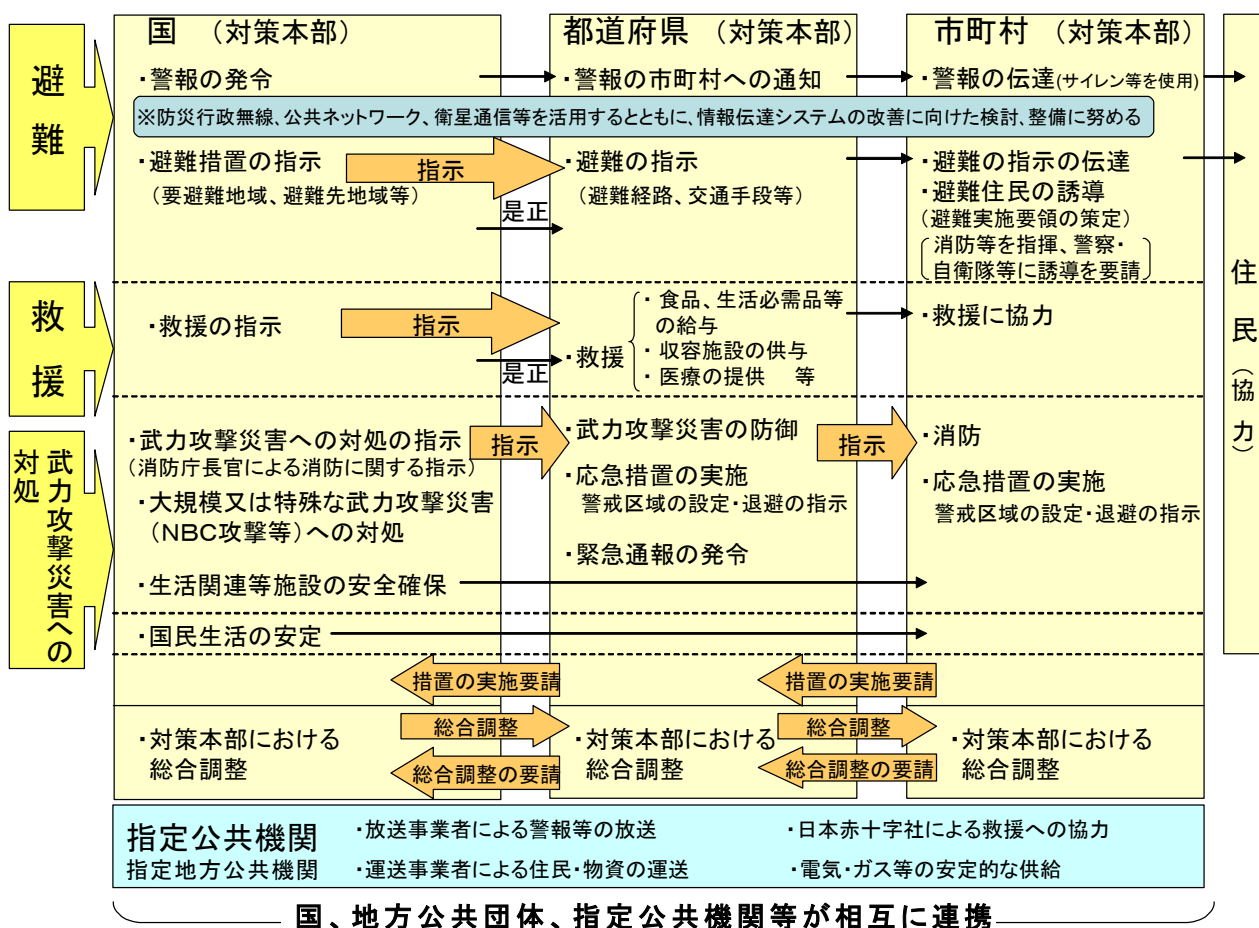 避難
救援
武力攻撃災害への
対処
国 (対策本部)
・警報の発令
都道府県 (対策本部)
・警報の市町村への通知
市町村 (対策本部)
・警報の伝達(サイレン等を使用)
※防災行政無線、公共ネットワーク、衛星通信等を活用するとともに、情報伝達システムの改善に向けた検討、整備に努める
・避難措置の指示
(要避難地域、避難先地域等)
指示
是正
・避難の指示
(避難経路、交通手段等)
・避難の指示の伝達
・避難住民の誘導
(避難実施要領の策定)
消防等を指揮、警察・
自衛隊等に誘導を要請
・救援の指示
指示
是正
・救援
・食品、生活必需品等
の給与
・収容施設の供与
・医療の提供 等
・救援に協力
・武力攻撃災害への対処の指示
(消防庁長官による消防に関する指示)
・大規模又は特殊な武力攻撃災害
(NBC攻撃等)への対処
・生活関連等施設の安全確保
指示
・武力攻撃災害の防御
・応急措置の実施
警戒区域の設定・退避の指示
・緊急通報の発令
指示
・消防
・応急措置の実施
警戒区域の設定・退避の指示
・国民生活の安定
措置の実施要請
措置の実施要請
・対策本部における
総合調整
総合調整
総合調整の要請
・対策本部における
総合調整
総合調整
総合調整の要請
・対策本部における
総合調整
住民(協力)
指定公共機関
指定地方公共機関
・放送事業者による警報等の放送
・日本赤十字社による救援への協力
・運送事業者による住民・物資の運送
・電気・ガス等の安定的な供給
国、地方公共団体、指定公共機関等が相互に連携